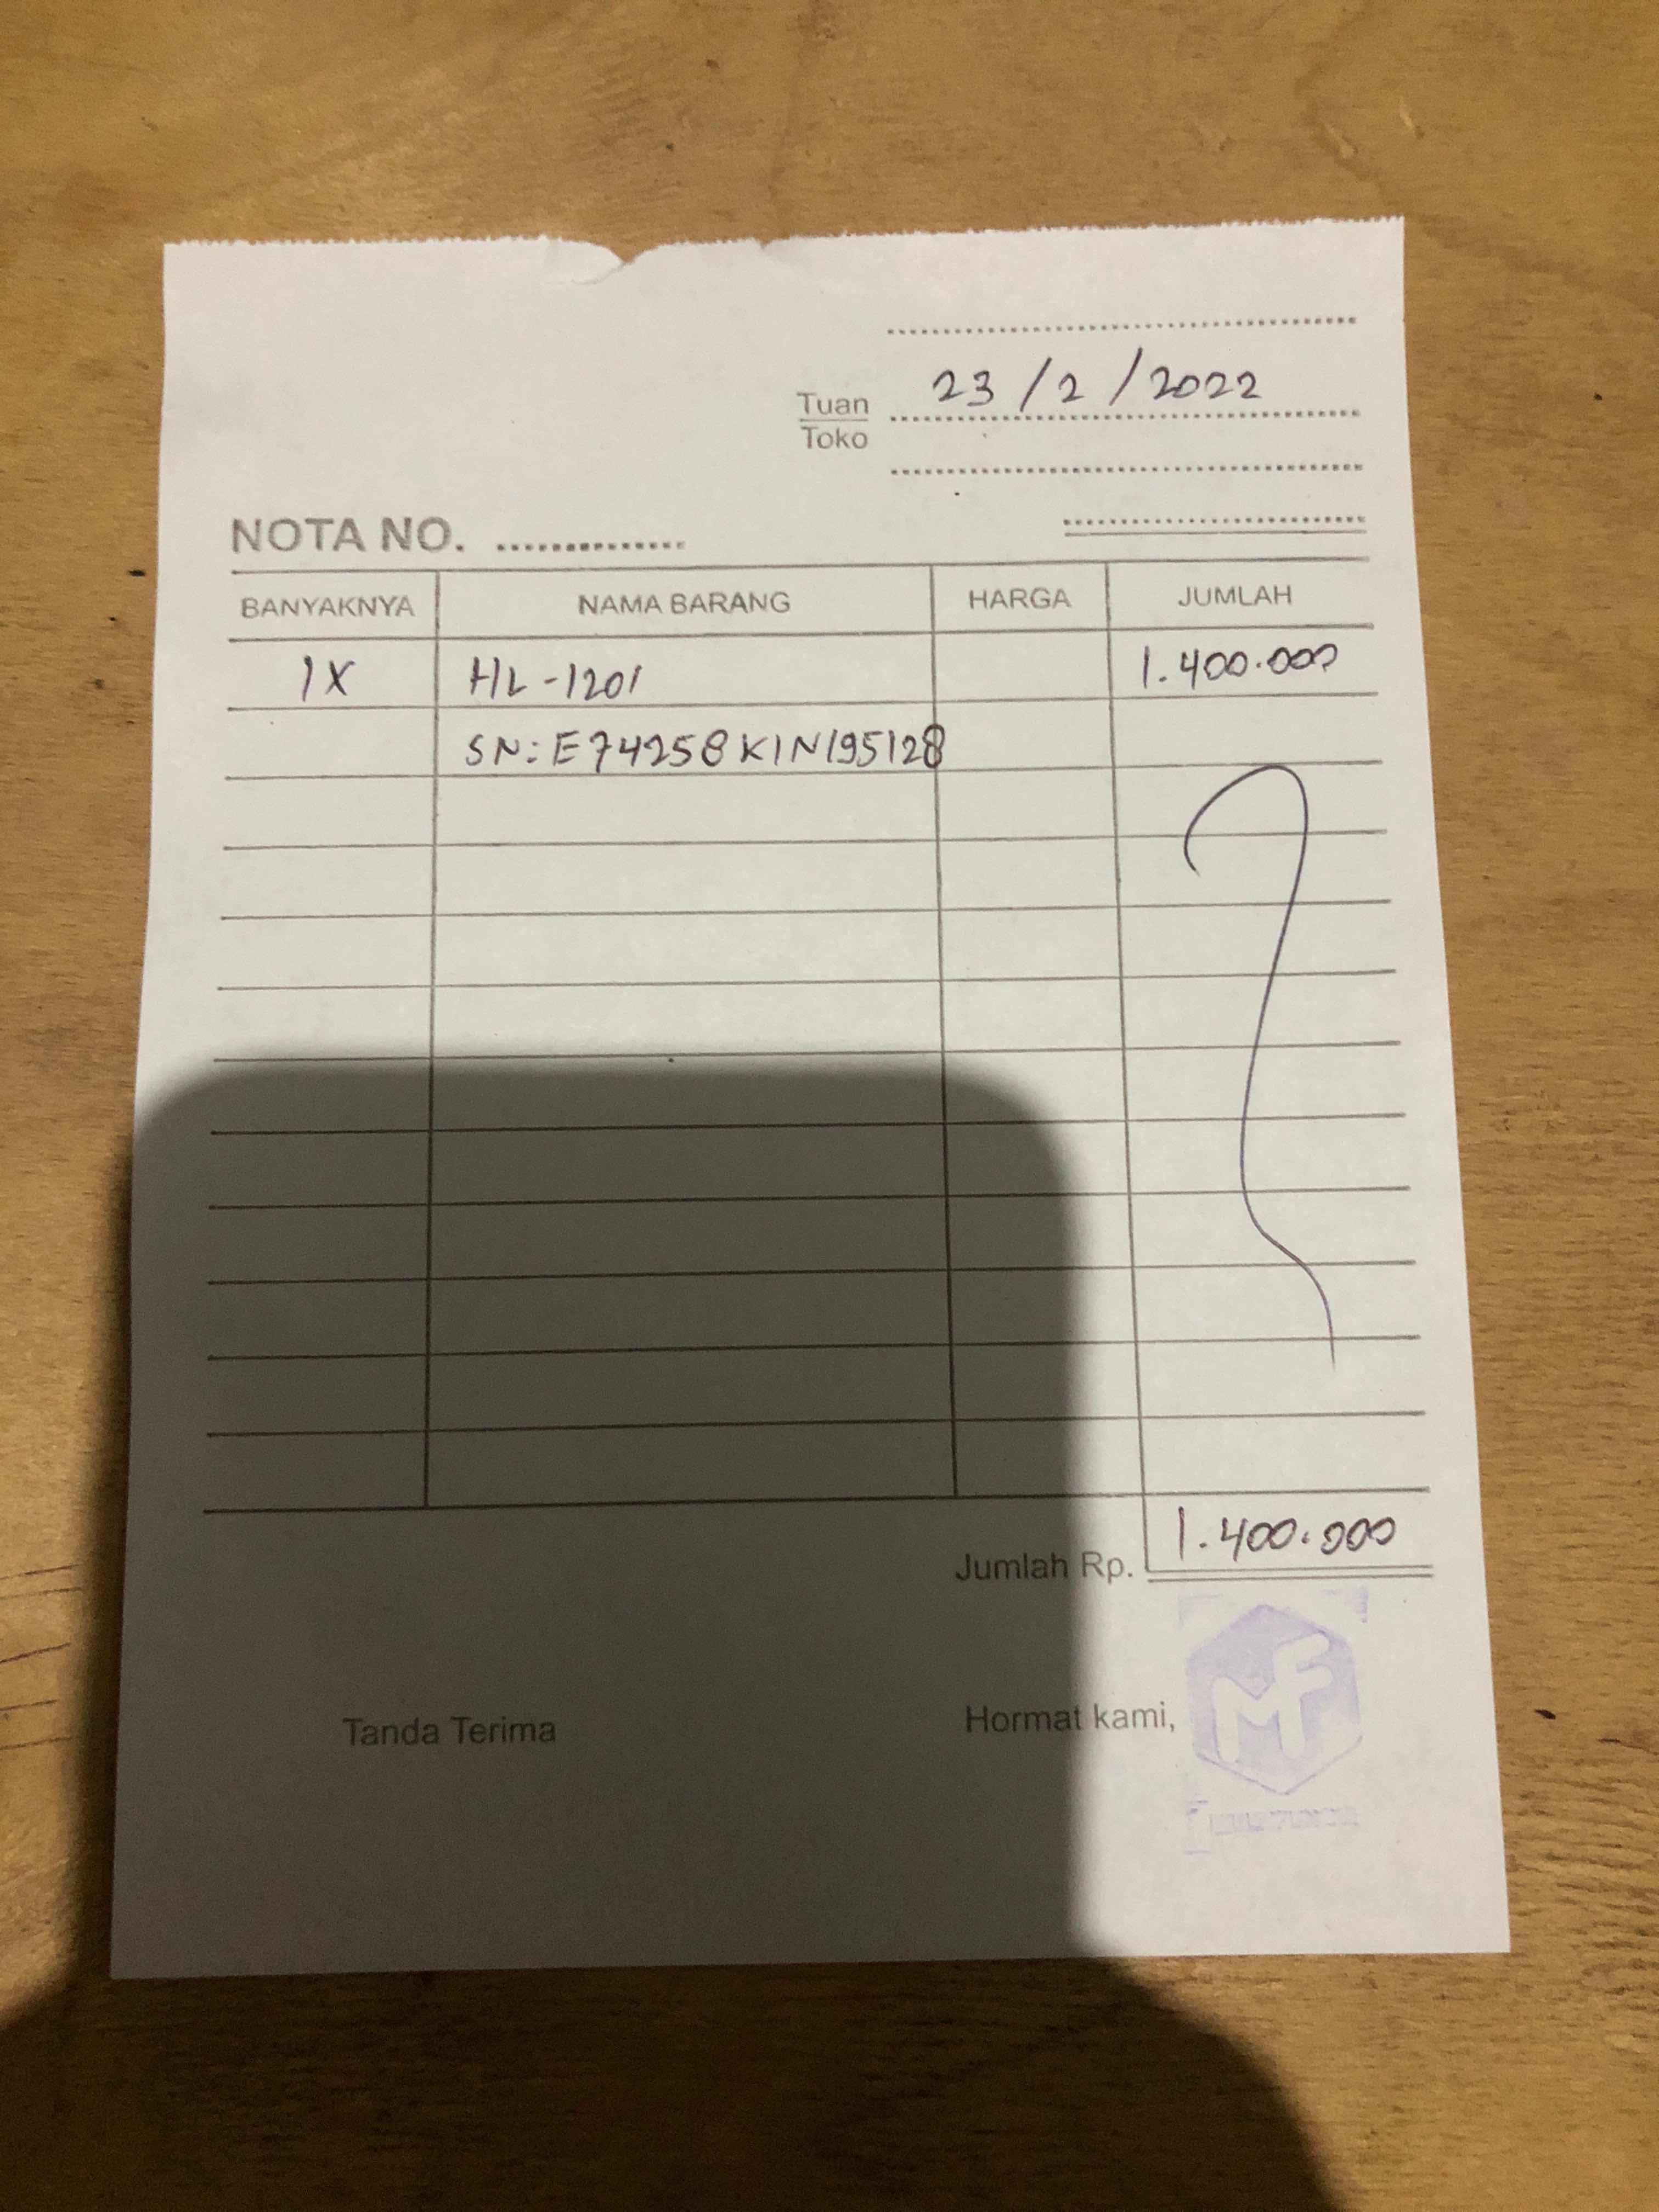 23/2/2022
Tuan
Toko
NOTA NO.
BANYAKNYA NAMA BARANG HARGA JUMLAH
1X HL-1201 1.400.000
SN: E74258K1N195128
Jumlah Rp. 1.400.000
Tanda Terima Hormat kami,
MF